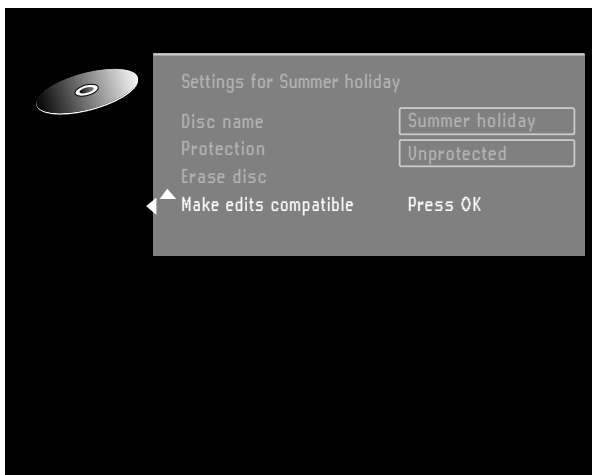 Settings for Summer holiday
Disc name Summer holiday
Protection Unprotected
Erase disc
Make edits compatible Press OK